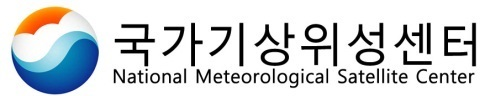 국가기상위성센터
National Meteorological Satellite Center